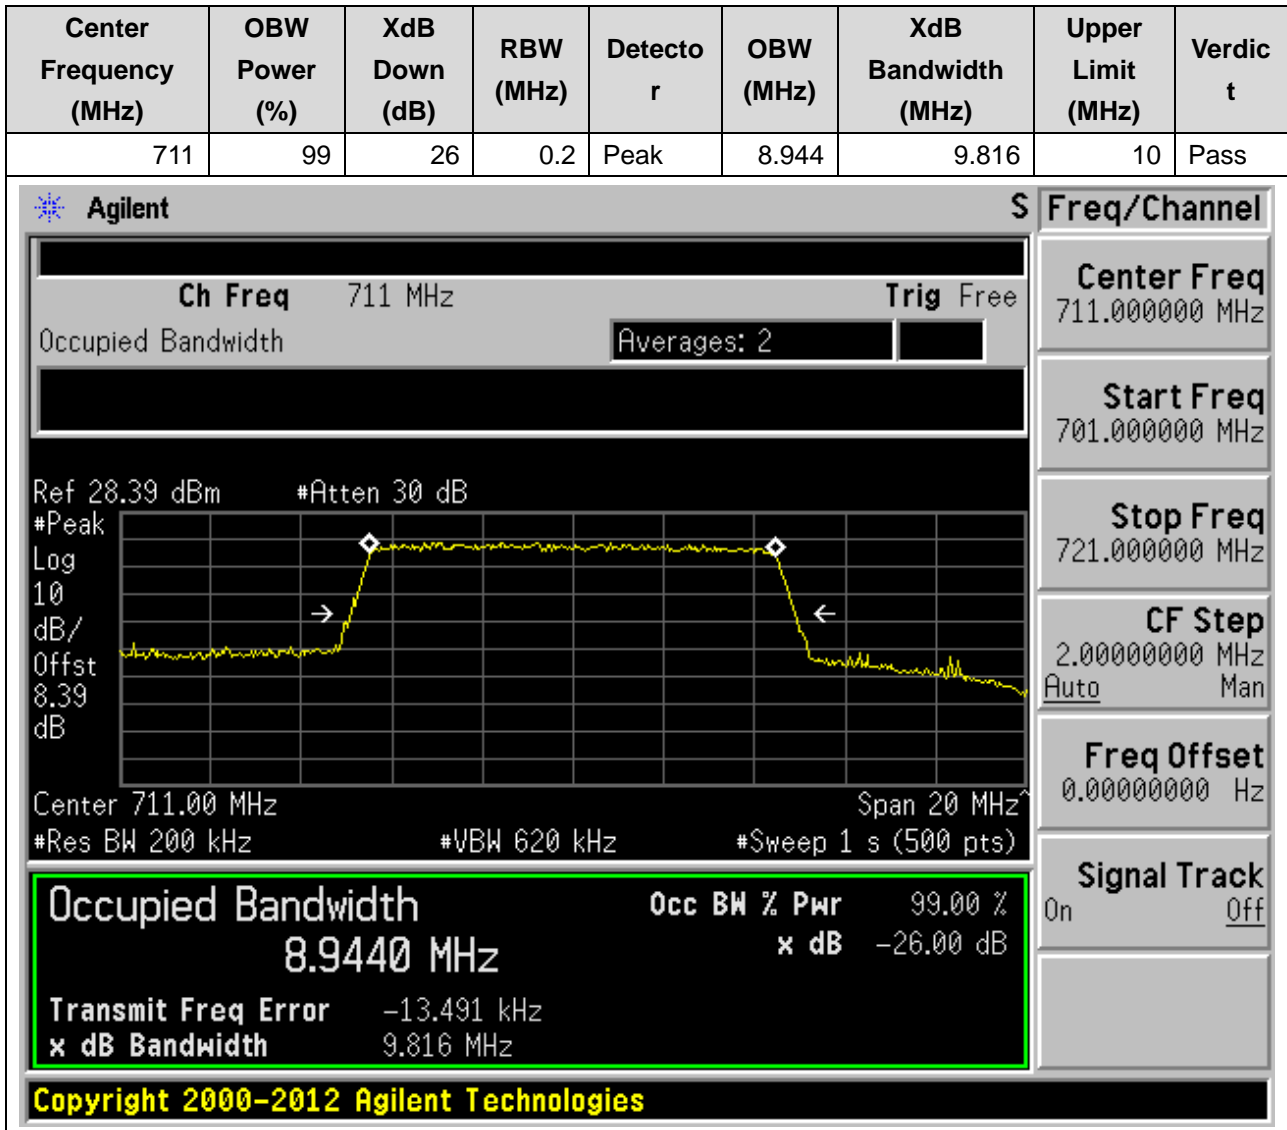 Center Frequency (MHz) OBW Power (%) XdB Down (dB) RBW (MHz) Detecto r OBW (MHz) XdB Bandwidth (MHz) Upper Limit (MHz) Verdic t
711 99 26 0.2 Peak 8.944 9.816 10 Pass
Agilent S
Freq/Channel
Ch Freq 711 MHz Trig Free
Occupied Bandwidth Averages: 2
Ref 28.39 dBm #Atten 30 dB
#Peak
Log
10
dB/
Offst
8.39
dB
Center 711.00 MHz Span 20 MHz^
#Res BW 200 kHz #VBW 620 kHz #Sweep 1 s (500 pts)
Occupied Bandwidth Occ BW % Pwr 99.00 %
8.9440 MHz x dB -26.00 dB
Transmit Freq Error -13.491 kHz
x dB Bandwidth 9.816 MHz
Center Freq
711.000000 MHz
Start Freq
701.000000 MHz
Stop Freq
721.000000 MHz
CF Step
2.00000000 MHz
Auto Man
Freq Offset
0.00000000 Hz
Signal Track
On Off
Copyright 2000-2012 Agilent Technologies